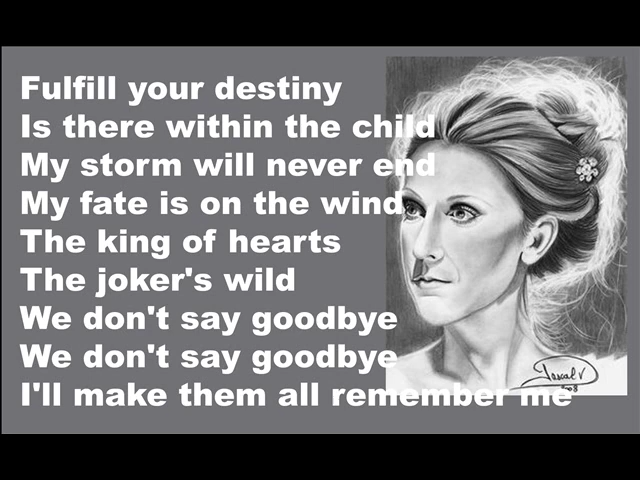 Fulfill your destiny
Is there within the child
My storm will never end
My fate is on the wind
The king of hearts
The joker's wild
We don't say goodbye
We don't say goodbye
I'll make them all remember me